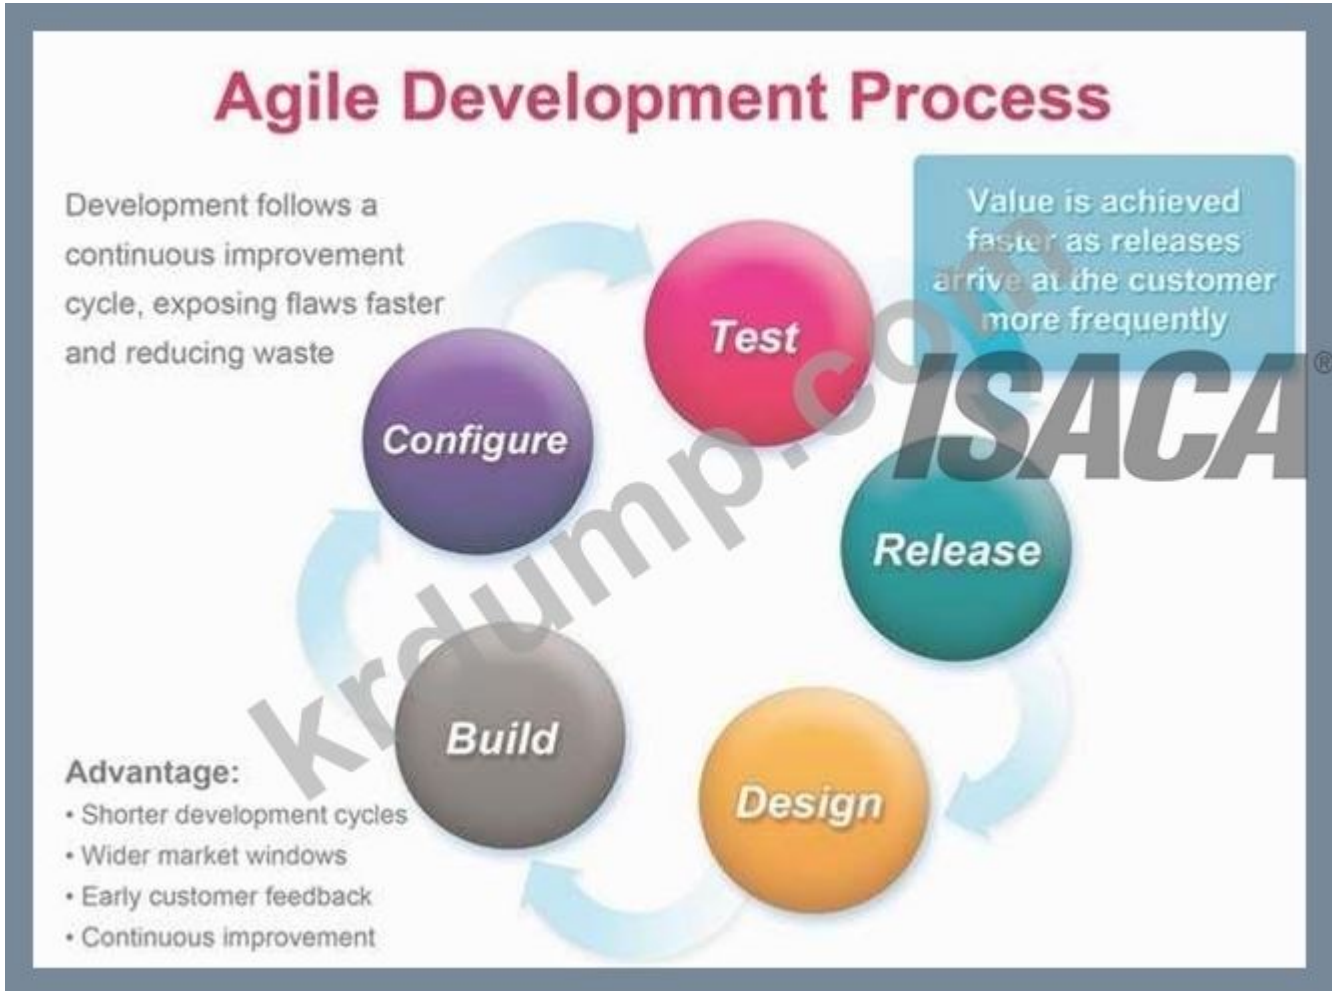 Agile Development Process
Development follows a
continuous improvement
cycle, exposing flaws faster
and reducing waste
Value is achieved
faster as releases
arrive at the customer
more frequently
Test
ISACA®
Configure
Release
krdump.com
Build
Design
Advantage:
• Shorter development cycles
• Wider market windows
• Early customer feedback
• Continuous improvement